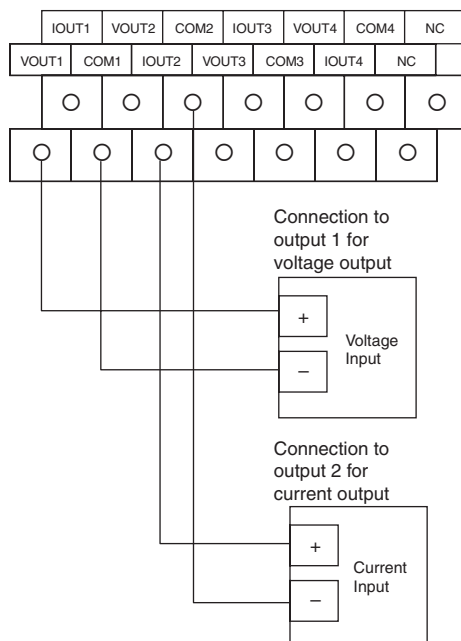 IOUT1 VOUT2 COM2 IOUT3 VOUT4 COM4 NC
VOUT1 COM1 IOUT2 VOUT3 COM3 IOUT4 NC
Connection to
output 1 for
voltage output
+
Voltage
Input
–
Connection to
output 2 for
current output
+
Current
Input
–